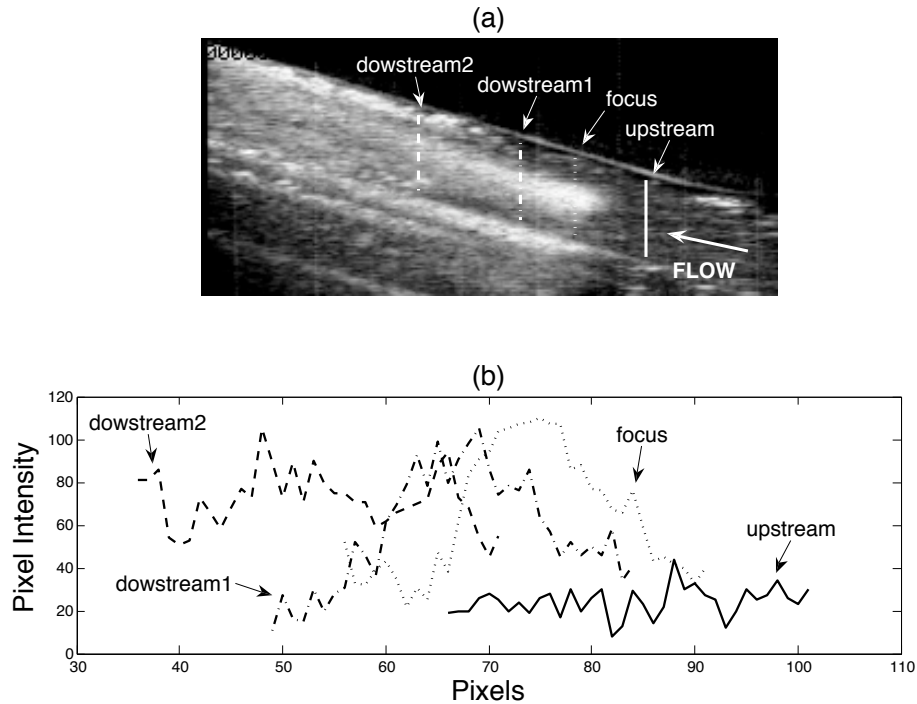 (a)
dowstream2
dowstream1
focus
upstream
FLOW
(b)
120
100
80
60
40
20
0
Pixel Intensity
dowstream2
focus
upstream
dowstream1
30 40 50 60 70 80 90 100 110
Pixels